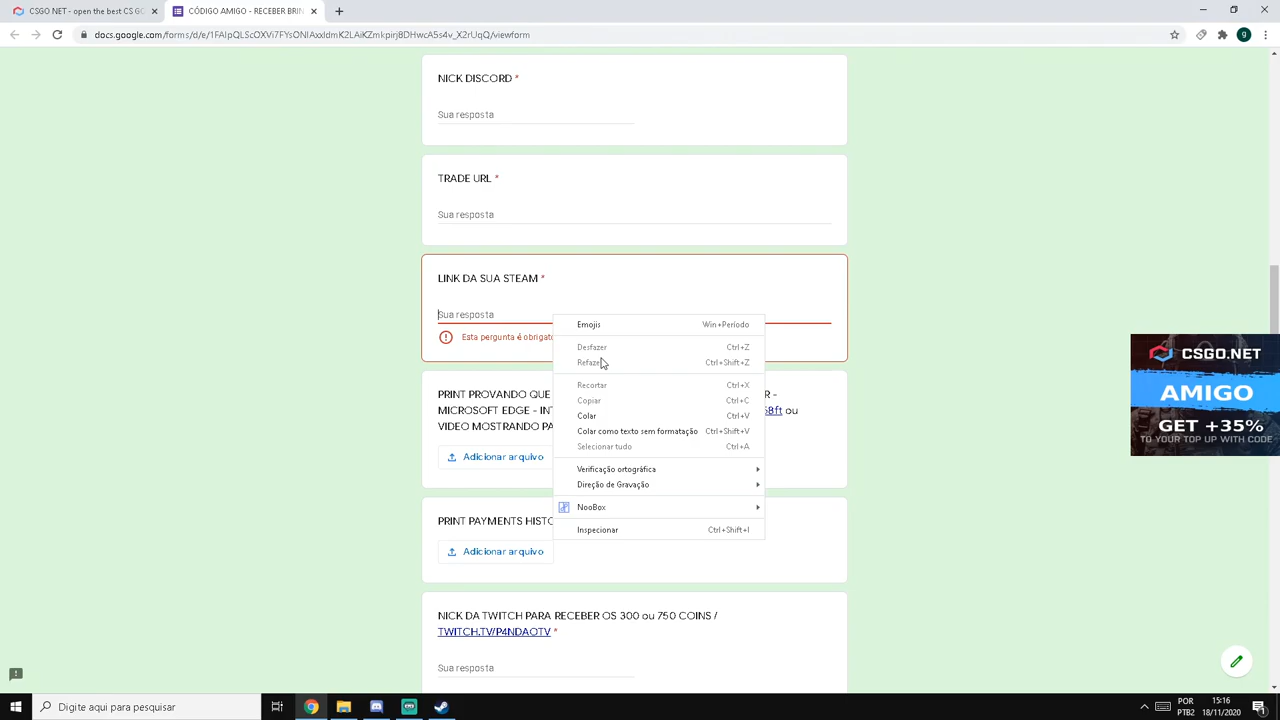 CSGO.NET - open the best CS GO
CÓDIGO AMIGO - RECEBER BRIN
docs.google.com/forms/d/e/1FAIpQLScOXVi7FYsONIAxxIdmK2LAiKZmkpirj8DHwcA5s4v_X2rUqQ/viewform
g
NICK DISCORD *
Sua resposta
TRADE URL *
Sua resposta
LINK DA SUA STEAM *
Sua resposta
Esta pergunta é obrigató
Emojis Win+Período
Desfazer Ctrl+Z
Refazer Ctrl+Shift+Z
Recortar Ctrl+X
Copiar Ctrl+C
Colar Ctrl+V
Colar como texto sem formatação Ctrl+Shift+V
Selecionar tudo Ctrl+A
Verificação ortográfica
Direção de Gravação
NooBox
Inspecionar Ctrl+Shift+I
PRINT PROVANDO QUE R -
MICROSOFT EDGE - INT 58ft ou
VIDEO MOSTRANDO PA
Adicionar arquivo
PRINT PAYMENTS HISTO
Adicionar arquivo
NICK DA TWITCH PARA RECEBER OS 300 ou 750 COINS /
TWITCH.TV/P4NDAOTV *
Sua resposta
CSGO.NET
AMIGO
GET +35%
TO YOUR TOP UP WITH CODE
Digite aqui para pesquisar
POR
PTB2
15:16
18/11/2020
1